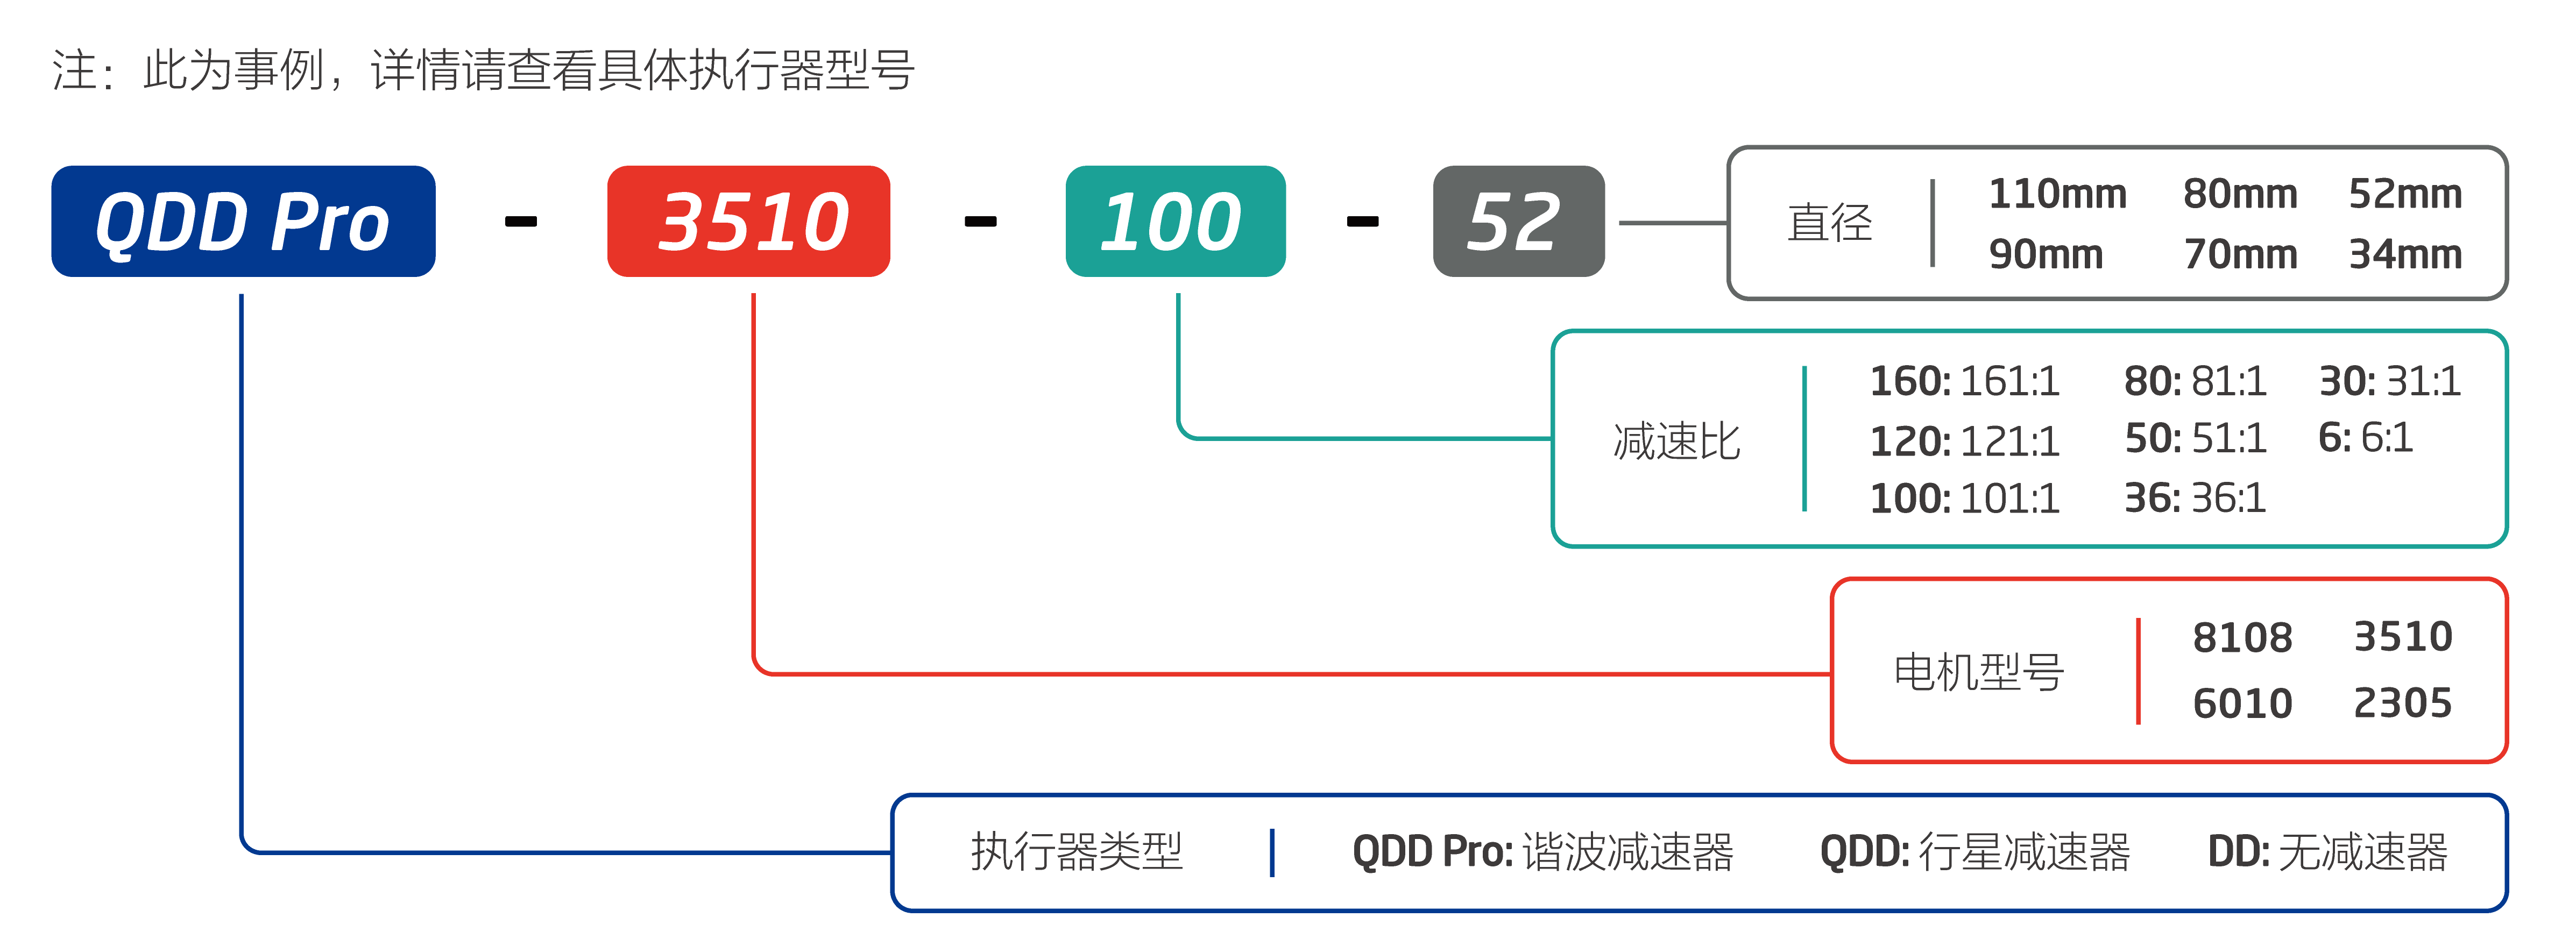 注：此为事例，详情请查看具体执行器型号
QDD Pro - 3510 - 100 - 52
直径
110mm 80mm 52mm
90mm 70mm 34mm
减速比
160: 161:1 80: 81:1 30: 31:1
120: 121:1 50: 51:1 6: 6:1
100: 101:1 36: 36:1
电机型号
8108 3510
6010 2305
执行器类型 QDD Pro: 谐波减速器 QDD: 行星减速器 DD: 无减速器